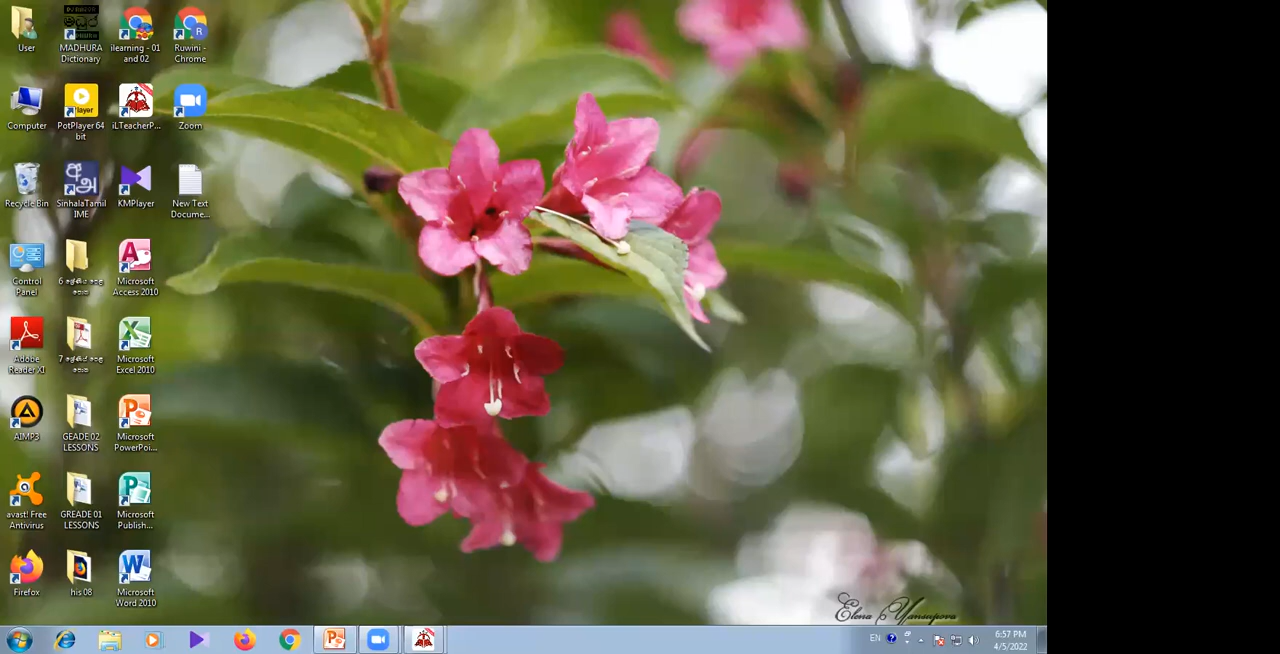 User
MADHURA
Dictionary
ilearning - 01
and 02
Ruwini -
Chrome
Computer
PotPlayer 64
bit
iLTeacherP...
Zoom
Recycle Bin
SinhalaTamil
IME
KMPlayer
New Text
Docume...
Control
Panel
Microsoft
Access 2010
Adobe
Reader XI
Microsoft
Excel 2010
AIMP3
GEADE 02
LESSONS
Microsoft
PowerPoi...
avast! Free
Antivirus
GREADE 01
LESSONS
Microsoft
Publish...
Firefox
his 08
Microsoft
Word 2010
Elena Yansupova
EN
6:57 PM
4/5/2022